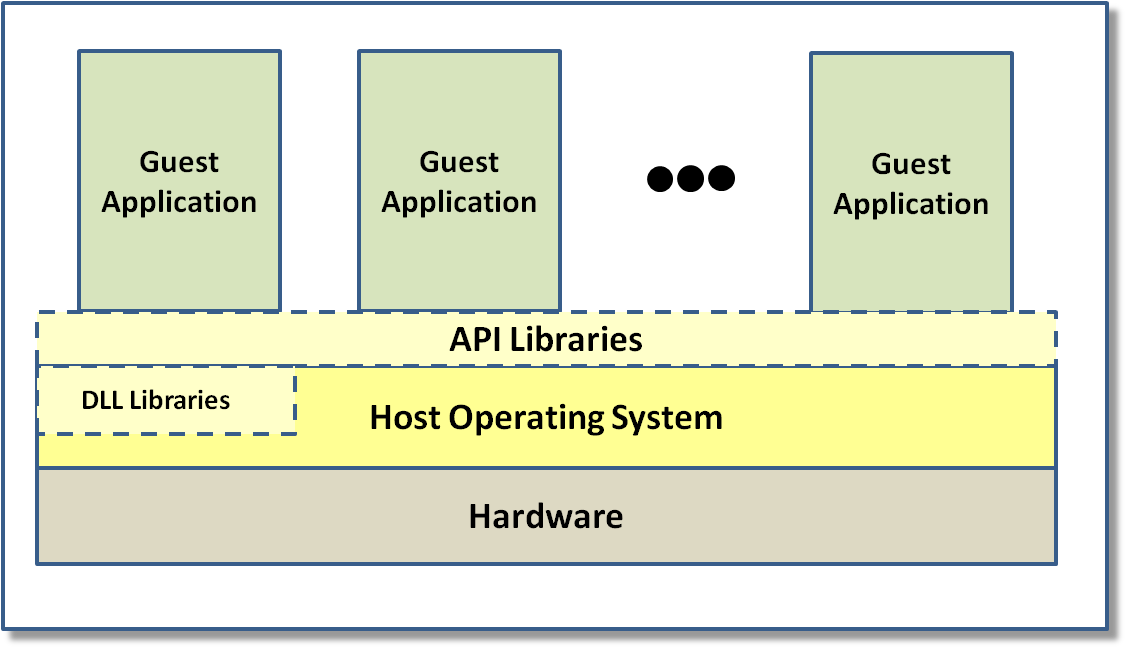 Guest
Application
Guest
Application
Guest
Application
API Libraries
DLL Libraries
Host Operating System
Hardware